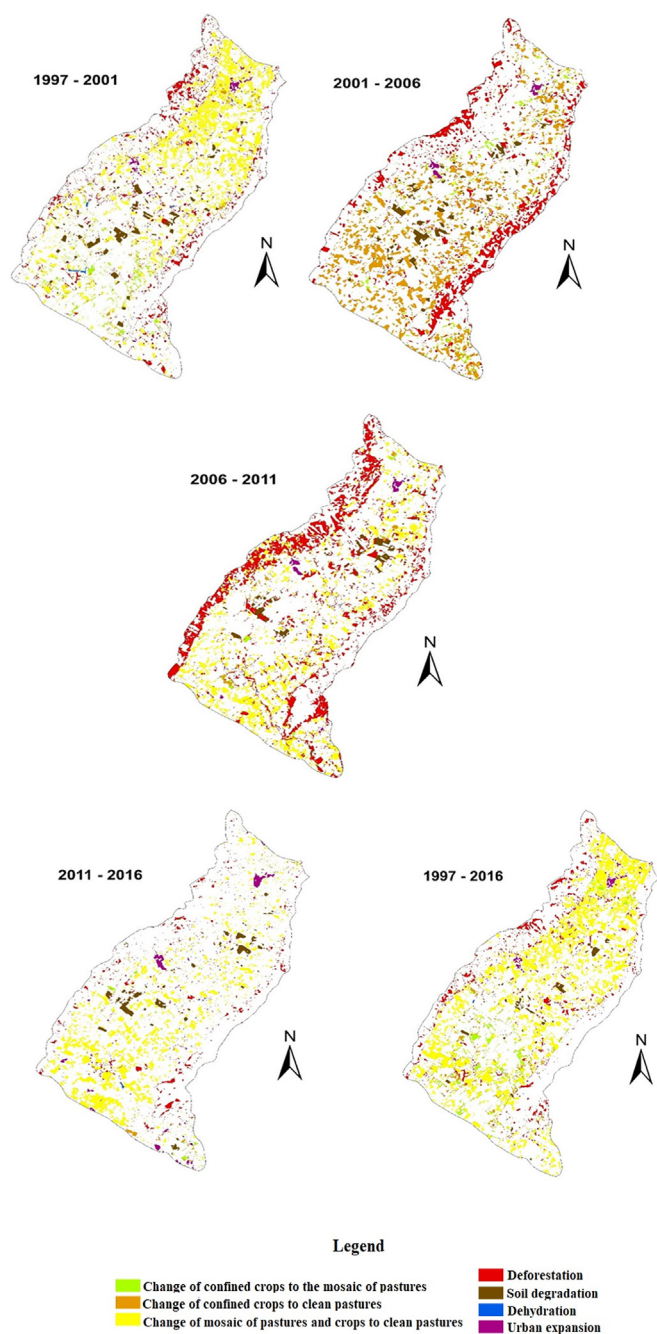 1997 - 2001
2001 - 2006
N
N
2006 - 2011
N
2011 - 2016
1997 - 2016
N
N
Legend
Change of confined crops to the mosaic of pastures
Change of confined crops to clean pastures
Change of mosaic of pastures and crops to clean pastures
Deforestation
Soil degradation
Dehydration
Urban expansion